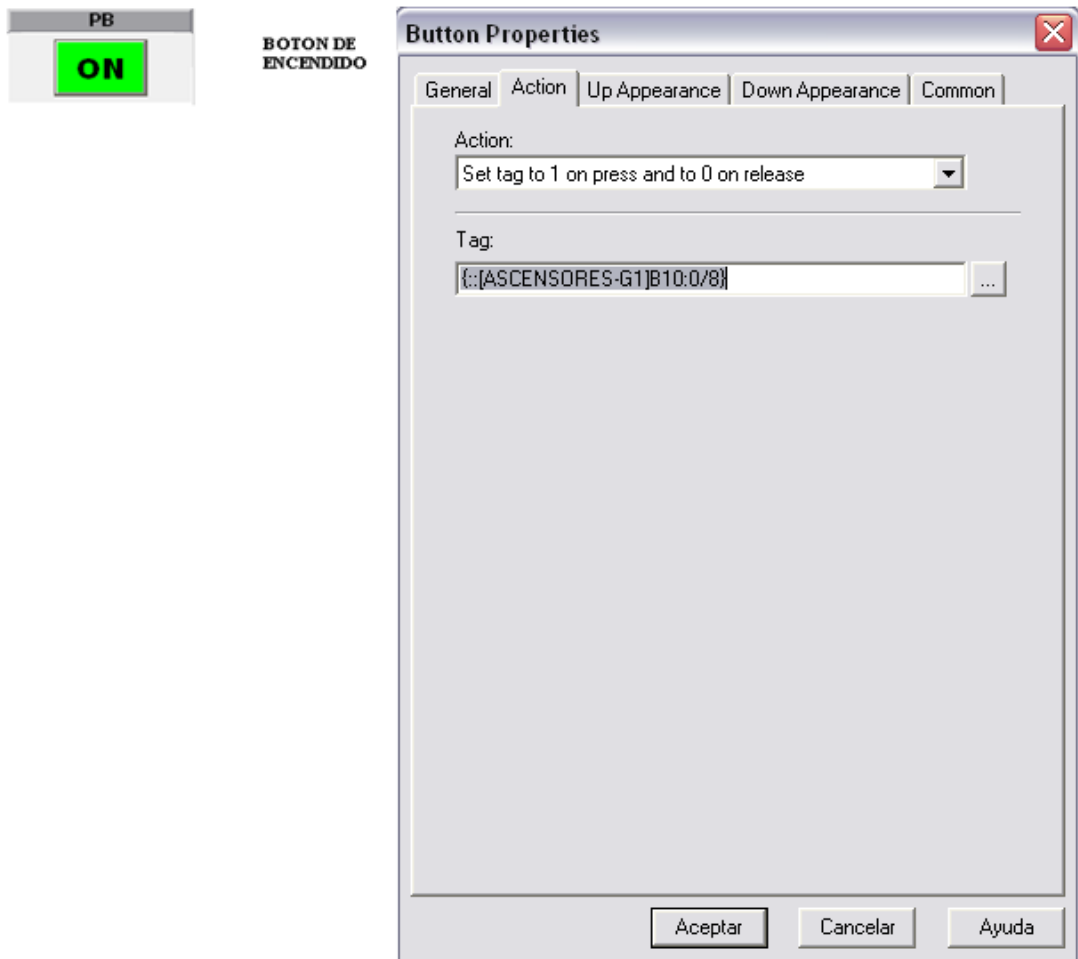 PB
ON
BOTON DE
ENCENDIDO
Button Properties
General Action Up Appearance Down Appearance Common
Action:
Set tag to 1 on press and to 0 on release
Tag:
{::[ASCENSORES-G1]B10:0/8}
...
Aceptar Cancelar Ayuda